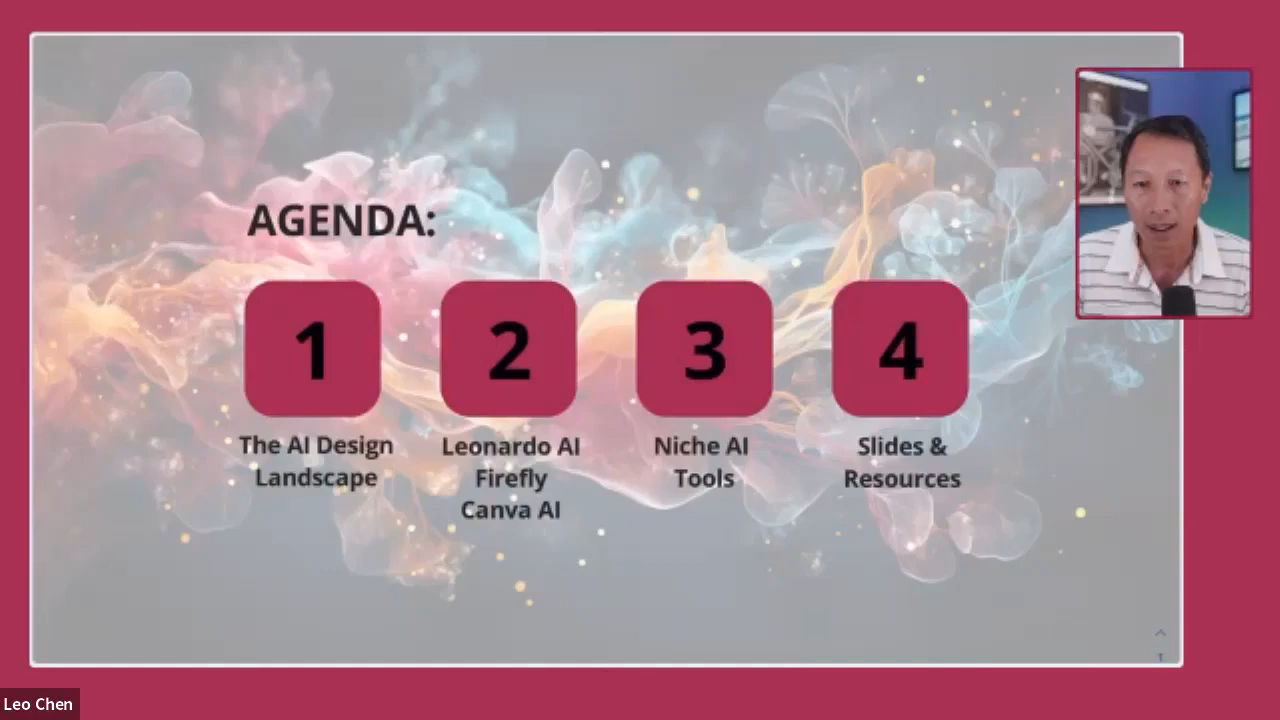 AGENDA:
1
2
3
4
The AI Design
Landscape
Leonardo AI
Firefly
Canva AI
Niche AI
Tools
Slides &
Resources
1
Leo Chen